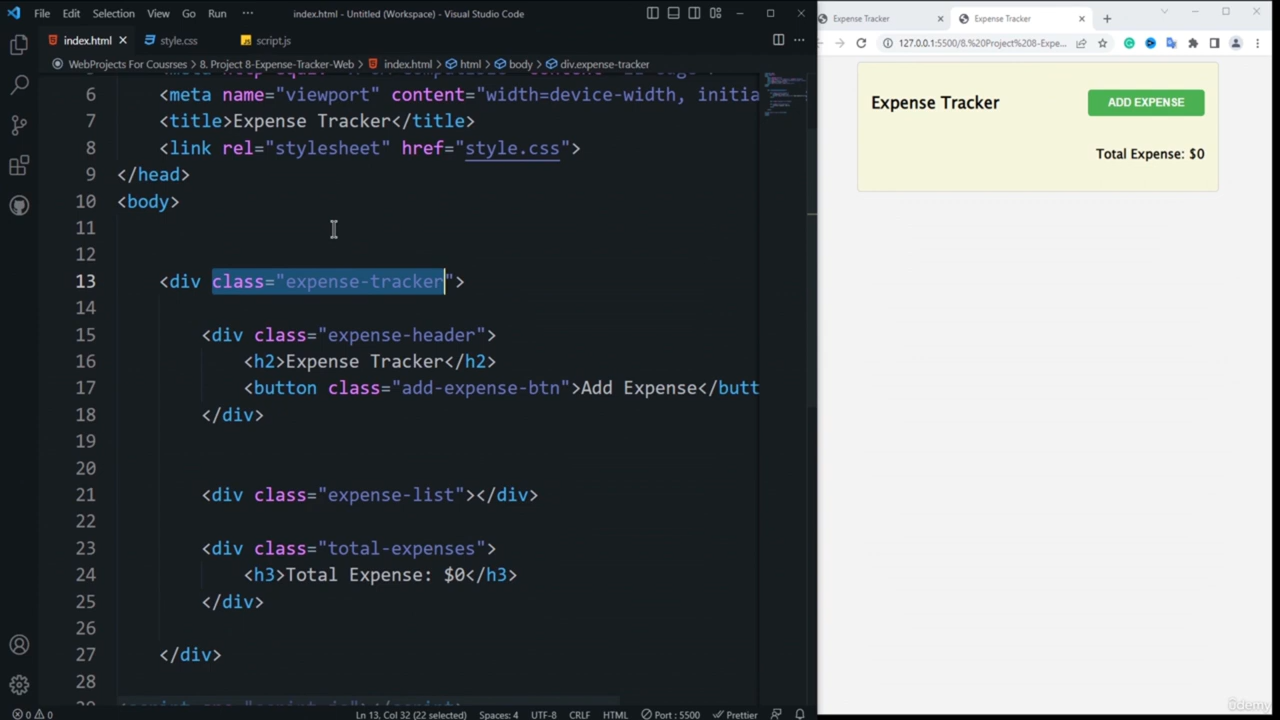 File Edit Selection View Go Run ··· index.html - Untitled (Workspace) - Visual Studio Code
index.html style.css script.js
WebProjects For Coursses > 8. Project 8-Expense-Tracker-Web > index.html > html > body > div.expense-tracker
6 <meta name="viewport" content="width=device-width, initia
7 <title>Expense Tracker</title>
8 <link rel="stylesheet" href="style.css">
9 </head>
10 <body>
11
12
13 <div class="expense-tracker">
14
15 <div class="expense-header">
16 <h2>Expense Tracker</h2>
17 <button class="add-expense-btn">Add Expense</butt
18 </div>
19
20
21 <div class="expense-list"></div>
22
23 <div class="total-expenses">
24 <h3>Total Expense: $0</h3>
25 </div>
26
27 </div>
28
0 0 Ln 13, Col 32 (22 selected) Spaces: 4 UTF-8 CRLF HTML Port : 5500 Prettier
Expense Tracker Expense Tracker
127.0.0.1:5500/8.%20Project%208-Expe...
Expense Tracker ADD EXPENSE
Total Expense: $0
Udemy